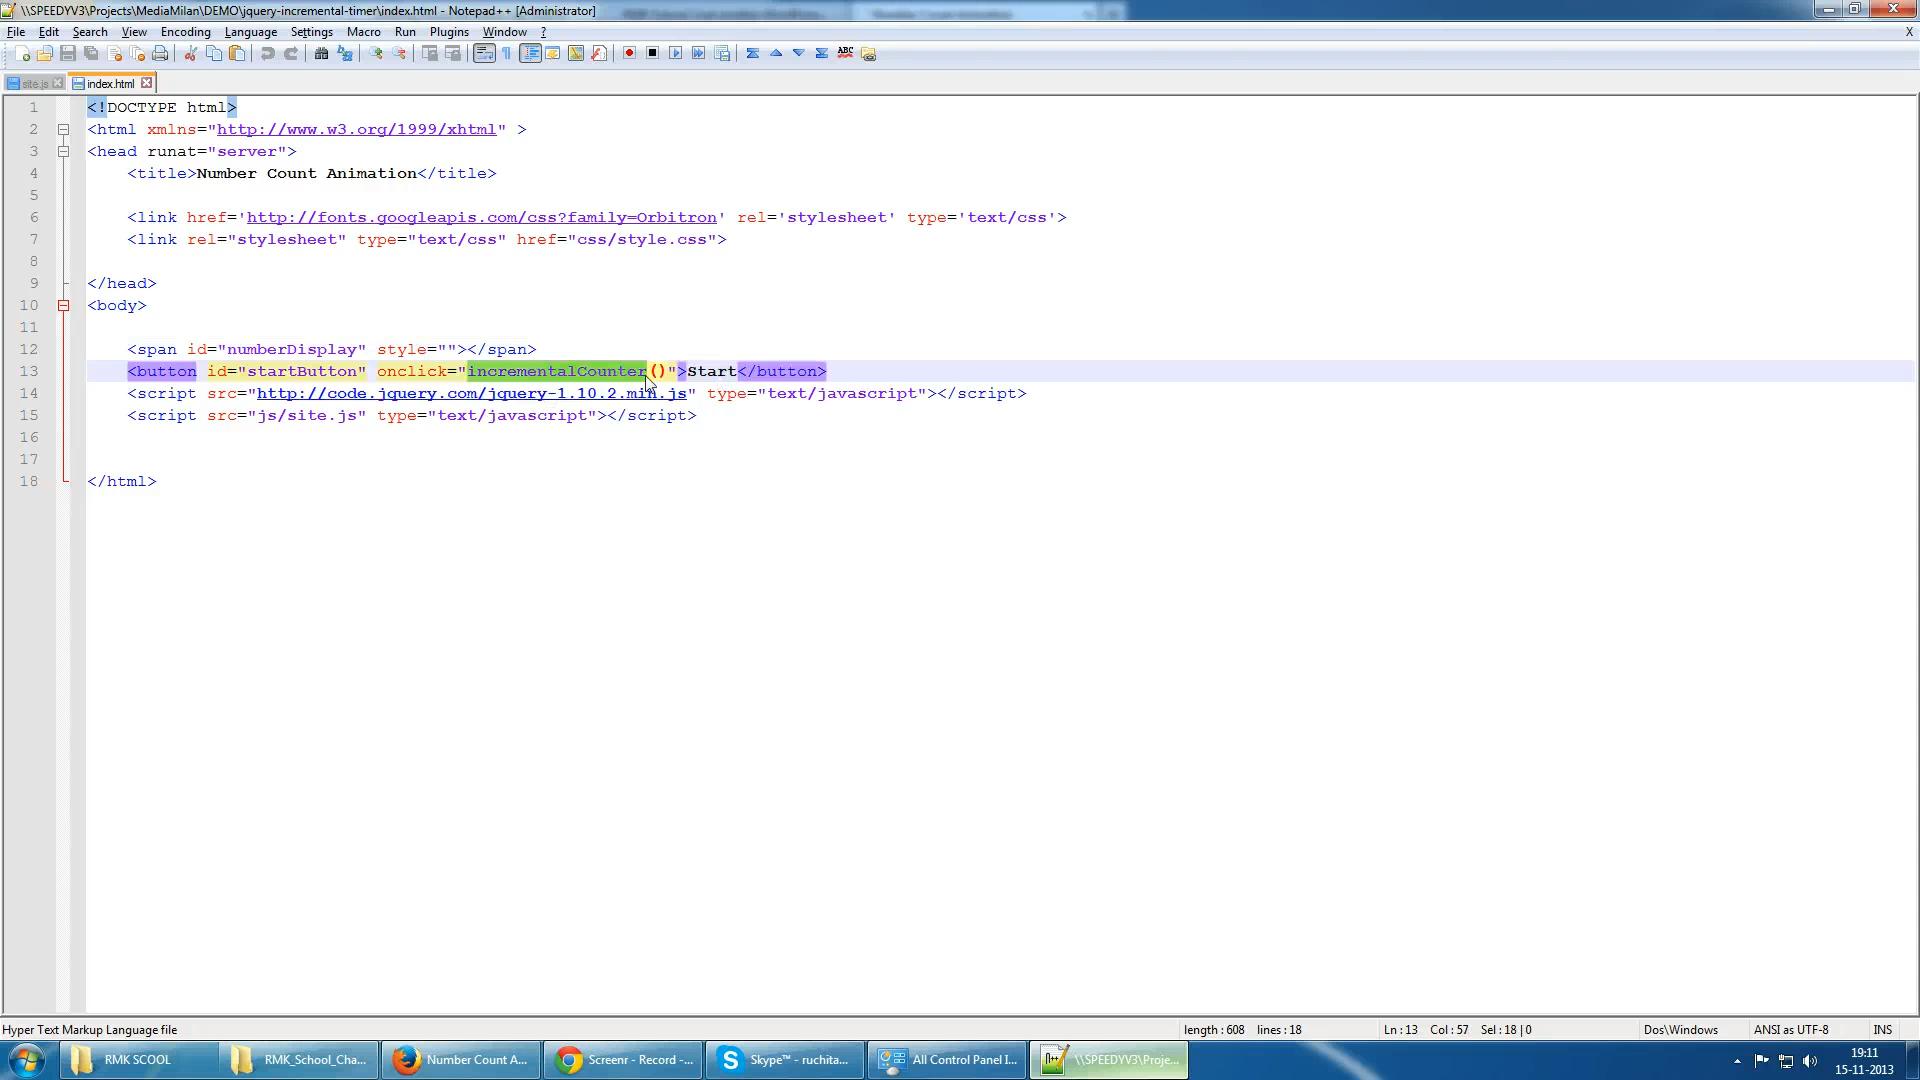 \\SPEEDYV3\Projects\MediaMilan\DEMO\jquery-incremental-timer\index.html - Notepad++ [Administrator]
File Edit Search View Encoding Language Settings Macro Run Plugins Window ? X
site.js index.html
1 <!DOCTYPE html>
2 <html xmlns="http://www.w3.org/1999/xhtml" >
3 <head runat="server">
4 <title>Number Count Animation</title>
5
6 <link href='http://fonts.googleapis.com/css?family=Orbitron' rel='stylesheet' type='text/css'>
7 <link rel="stylesheet" type="text/css" href="css/style.css">
8
9 </head>
10 <body>
11
12 <span id="numberDisplay" style=""></span>
13 <button id="startButton" onclick="incrementalCounter()">Start</button>
14 <script src="http://code.jquery.com/jquery-1.10.2.min.js" type="text/javascript"></script>
15 <script src="js/site.js" type="text/javascript"></script>
16
17
18 </html>
Hyper Text Markup Language file length : 608 lines : 18 Ln : 13 Col : 57 Sel : 18 | 0 Dos\Windows ANSI as UTF-8 INS
RMK SCOOL RMK_School_Cha... Number Count A... Screenr - Record -... Skype™ - ruchita... All Control Panel I... \\SPEEDYV3\Proje... 19:11
15-11-2013